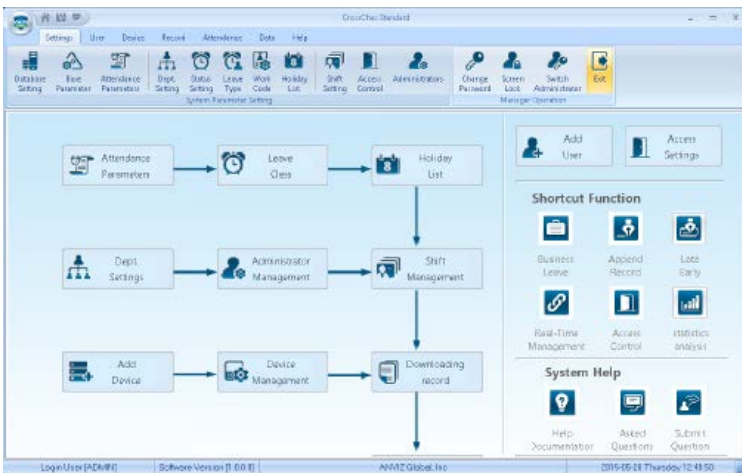 CrossChex Standard
Settings User Device Record Attendance Data Help
Database Setting
Base Parameter
Attendance Parameters
Dept. Setting
Status Setting
Leave Type
Work Code
Holiday List
Shift Setting
Access Control
Administrators
Change Password
Screen Lock
Switch Administrator
Exit
System Parameter Setting
Manager Operation
Attendance Parameters
Leave Class
Holiday List
Dept. Settings
Administrator Management
Shift Management
Add Device
Device Management
Downloading record
Add User
Access Settings
Shortcut Function
Business Leave
Append Record
Late Early
Real-Time Management
Access Control
statistics analysis
System Help
Help Documentation
Asked Questions
Submit Question
Login User [ADMIN]
Software Version [1.0.0.8]
ANVIZ Global, Inc
2015-05-28 Thursday 12:48:50